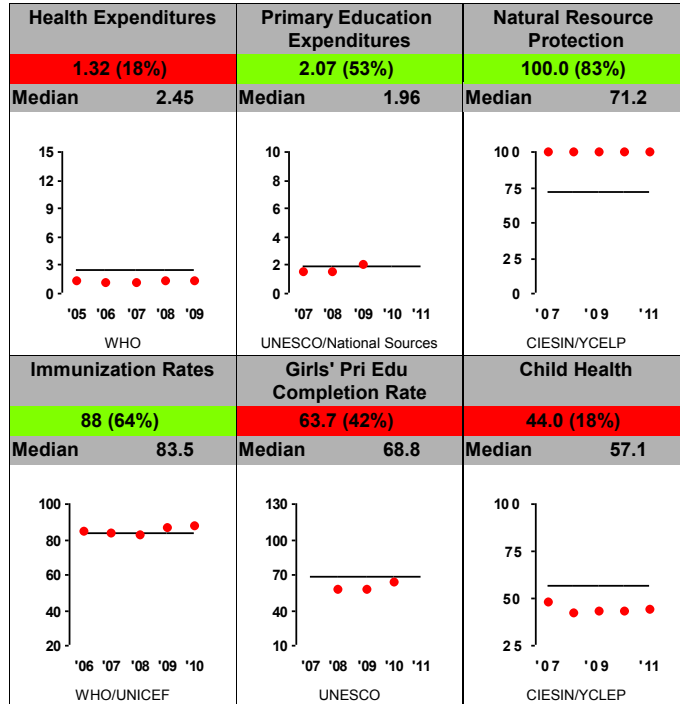 Health Expenditures
1.32 (18%)
Median 2.45
15
12
9
6
3
0
'05 '06 '07 '08 '09
WHO
Primary Education
Expenditures
2.07 (53%)
Median 1.96
10
8
6
4
2
0
'07 '08 '09 '10 '11
UNESCO/National Sources
Natural Resource
Protection
100.0 (83%)
Median 71.2
100
75
25
0
'07 '09 '11
CIESIN/YCELP
Immunization Rates
88 (64%)
Median 83.5
100
80
60
40
20
'06 '07 '08 '09 '10
WHO/UNICEF
Girls' Pri Edu
Completion Rate
63.7 (42%)
Median 68.8
130
100
70
40
10
'07 '08 '09 '10 '11
UNESCO
Child Health
44.0 (18%)
Median 57.1
100
75
50
25
'07 '09 '11
CIESIN/YCLEP